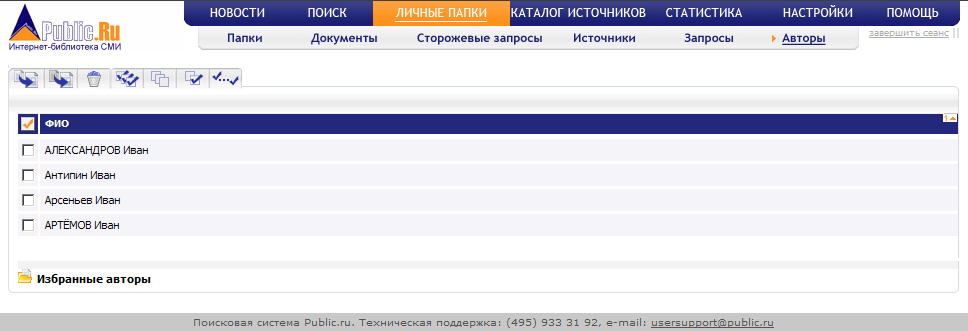 НОВОСТИ ПОИСК ЛИЧНЫЕ ПАПКИ КАТАЛОГ ИСТОЧНИКОВ СТАТИСТИКА НАСТРОЙКИ ПОМОЩЬ
Public.Ru
Интернет-библиотека СМИ
Папки Документы Сторожевые запросы Источники Запросы Авторы
завершить сеанс
ФИО
1
АЛЕКСАНДРОВ Иван
Антипин Иван
Арсеньев Иван
АРТЁМОВ Иван
Избранные авторы
Поисковая система Public.ru. Техническая поддержка: (495) 933 31 92, e-mail: usersupport@public.ru